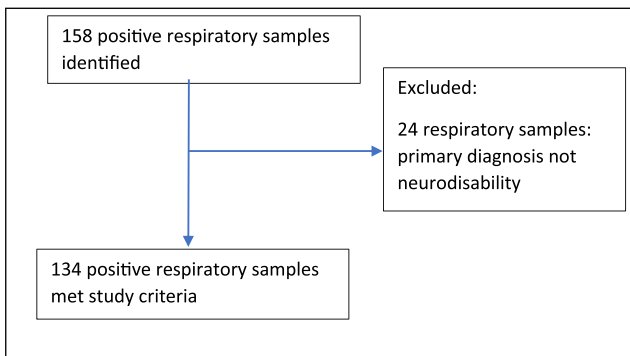 158 positive respiratory samples
identified
Excluded:
24 respiratory samples:
primary diagnosis not
neurodisability
134 positive respiratory samples
met study criteria